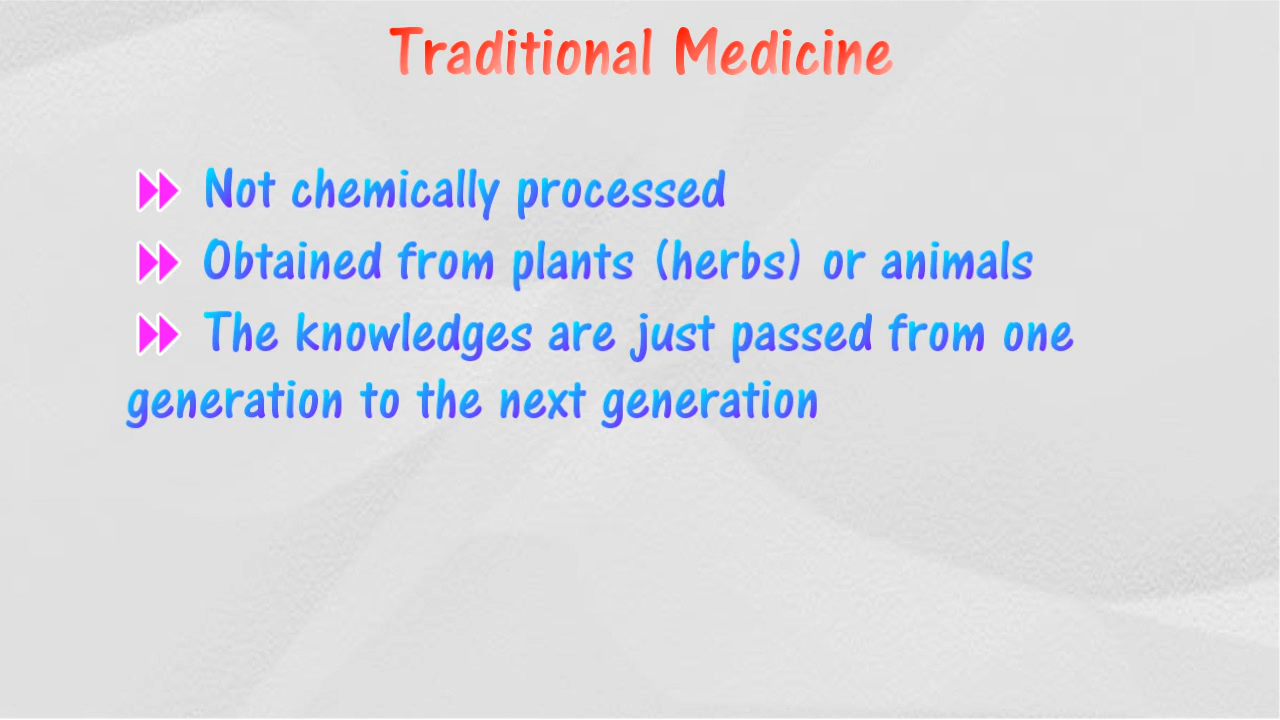 Traditional Medicine
Not chemically processed
Obtained from plants (herbs) or animals
The knowledges are just passed from one
generation to the next generation